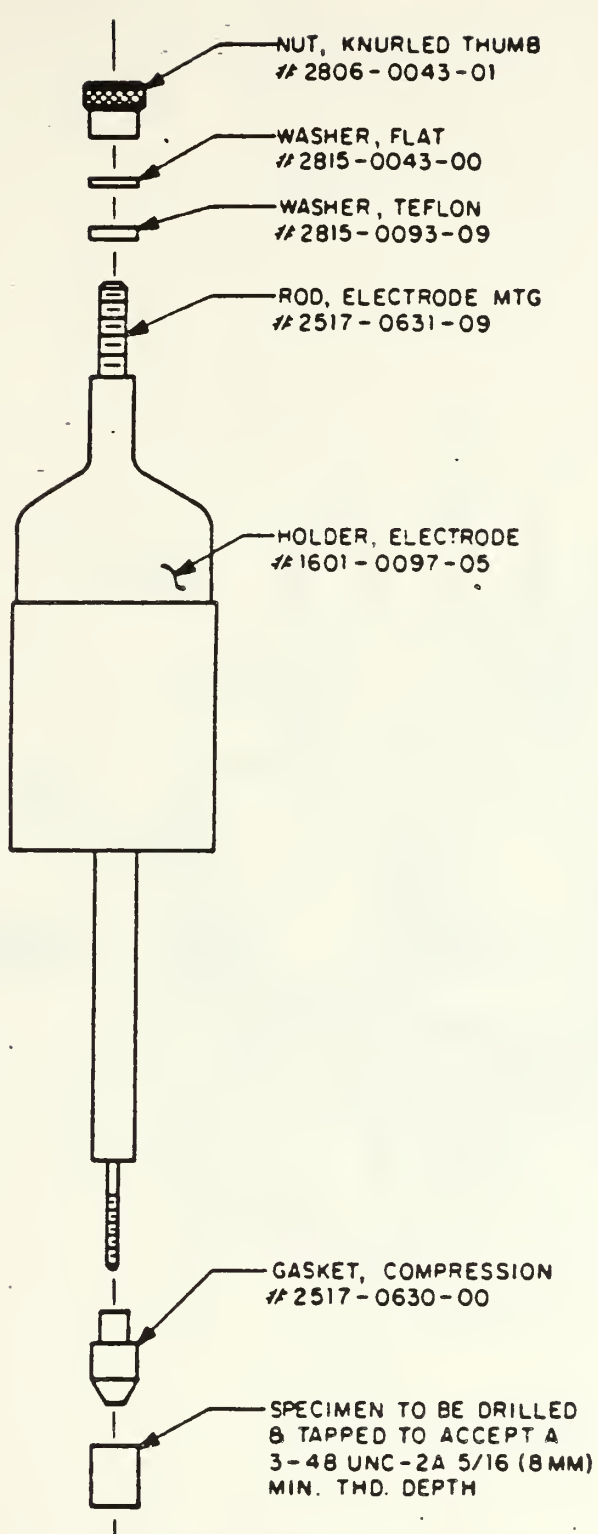 NUT, KNURLED THUMB
# 2806-0043-01
WASHER, FLAT
# 2815-0043-00
WASHER, TEFLON
# 2815-0093-09
ROD, ELECTRODE MTG
# 2517-0631-09
HOLDER, ELECTRODE
# 1601-0097-05
GASKET, COMPRESSION
# 2517-0630-00
SPECIMEN TO BE DRILLED
& TAPPED TO ACCEPT A
3-48 UNC-2A 5/16 (8MM)
MIN. THD. DEPTH